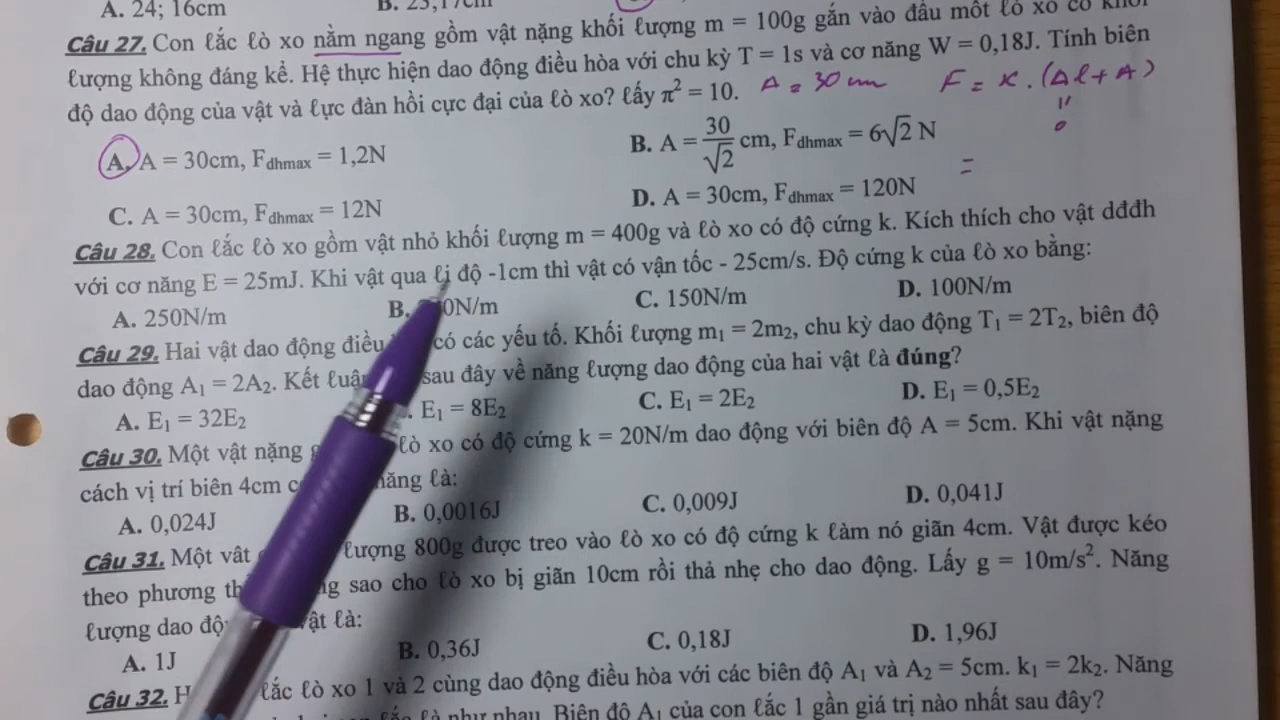 A. 24; 16cm B. 23,17cm
Câu 27. Con lắc lò xo nằm ngang gồm vật nặng khối lượng m = 100g gắn vào đầu một lò xo có khối
lượng không đáng kể. Hệ thực hiện dao động điều hòa với chu kỳ T = 1s và cơ năng W = 0,18J. Tính biên
độ dao động của vật và lực đàn hồi cực đại của lò xo? lấy π² = 10. A = 30 cm F = K. (Δl + A)
"
0
=
A. A = 30cm, Fdhmax = 1,2N B. A = 30/√2 cm, Fdhmax = 6√2 N
C. A = 30cm, Fdhmax = 12N D. A = 30cm, Fdhmax = 120N
Câu 28. Con lắc lò xo gồm vật nhỏ khối lượng m = 400g và lò xo có độ cứng k. Kích thích cho vật dđđh
với cơ năng E = 25mJ. Khi vật qua li độ -1cm thì vật có vận tốc - 25cm/s. Độ cứng k của lò xo bằng:
A. 250N/m B. 0N/m C. 150N/m D. 100N/m
Câu 29. Hai vật dao động điều có các yếu tố. Khối lượng m₁ = 2m₂, chu kỳ dao động T₁ = 2T₂, biên độ
dao động A₁ = 2A₂. Kết luận sau đây về năng lượng dao động của hai vật là đúng?
A. E₁ = 32E₂ E₁ = 8E₂ C. E₁ = 2E₂ D. E₁ = 0,5E₂
Câu 30. Một vật nặng lò xo có độ cứng k = 20N/m dao động với biên độ A = 5cm. Khi vật nặng
cách vị trí biên 4cm năng là:
A. 0,024J B. 0,0016J C. 0,009J D. 0,041J
Câu 31. Một vật lượng 800g được treo vào lò xo có độ cứng k làm nó giãn 4cm. Vật được kéo
theo phương sao cho lò xo bị giãn 10cm rồi thả nhẹ cho dao động. Lấy g = 10m/s². Năng
lượng dao vật là:
A. 1J B. 0,36J C. 0,18J D. 1,96J
Câu 32. lắc lò xo 1 và 2 cùng dao động điều hòa với các biên độ A₁ và A₂ = 5cm. k₁ = 2k₂. Năng
lắc là như nhau. Biên độ A₁ của con lắc 1 gần giá trị nào nhất sau đây?